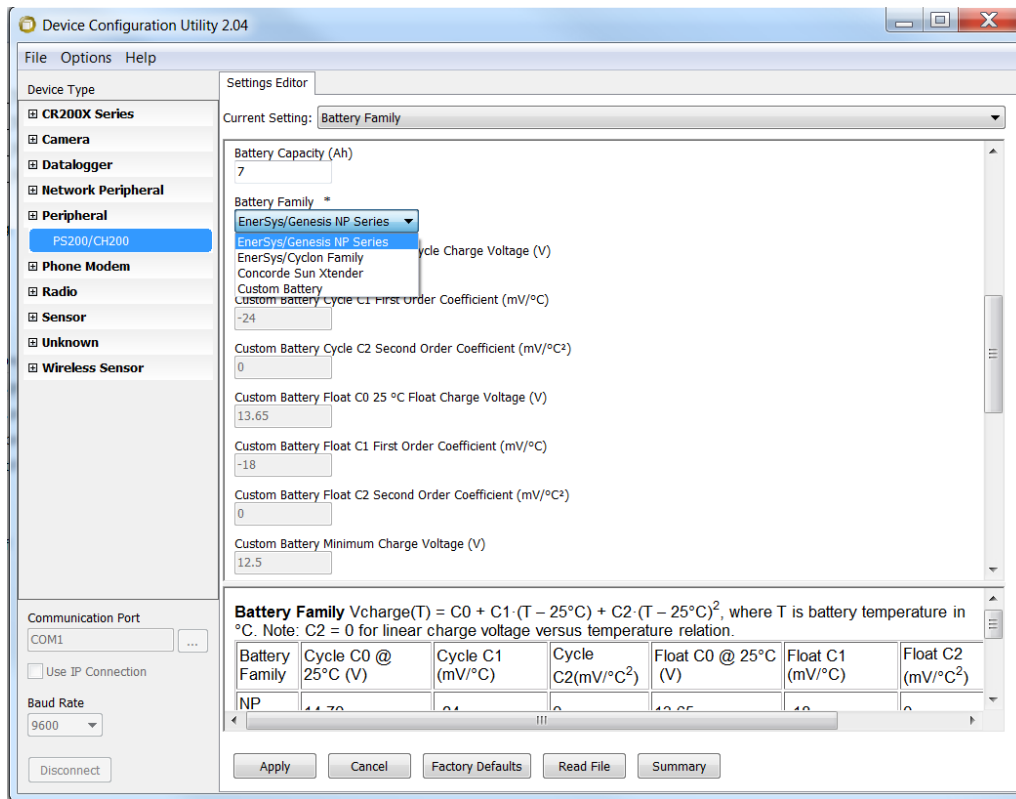 Device Configuration Utility 2.04
File Options Help
Device Type
CR200X Series
Camera
Datalogger
Network Peripheral
Peripheral
PS200/CH200
Phone Modem
Radio
Sensor
Unknown
Wireless Sensor
Communication Port
COM1
...
Use IP Connection
Baud Rate
9600
Disconnect
Settings Editor
Current Setting: Battery Family
Battery Capacity (Ah)
7
Battery Family *
EnerSys/Genesis NP Series
EnerSys/Genesis NP Series
EnerSys/Cyclon Family
Concorde Sun Xtender
Custom Battery
ycle Charge Voltage (V)
Custom Battery Cycle C1 First Order Coefficient (mV/°C)
-24
Custom Battery Cycle C2 Second Order Coefficient (mV/°C²)
0
Custom Battery Float C0 25 °C Float Charge Voltage (V)
13.65
Custom Battery Float C1 First Order Coefficient (mV/°C)
-18
Custom Battery Float C2 Second Order Coefficient (mV/°C²)
0
Custom Battery Minimum Charge Voltage (V)
12.5
Battery Family Vcharge(T) = C0 + C1·(T – 25°C) + C2·(T – 25°C)², where T is battery temperature in
°C. Note: C2 = 0 for linear charge voltage versus temperature relation.
Battery Family
Cycle C0 @ 25°C (V)
Cycle C1 (mV/°C)
Cycle C2(mV/°C²)
Float C0 @ 25°C (V)
Float C1 (mV/°C)
Float C2 (mV/°C²)
NP
Apply Cancel Factory Defaults Read File Summary